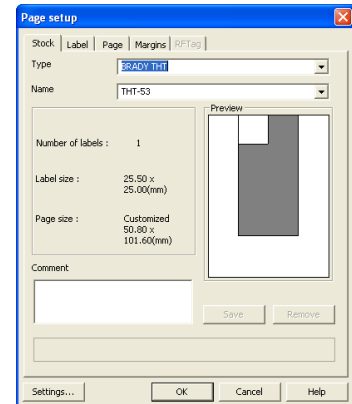 Page setup
Stock Label Page Margins RFTag
Type BRADY THT
Name THT-53
Preview
Number of labels : 1
Label size : 25.50 x
25.00(mm)
Page size : Customized
50.80 x
101.60(mm)
Comment
Save Remove
Settings... OK Cancel Help